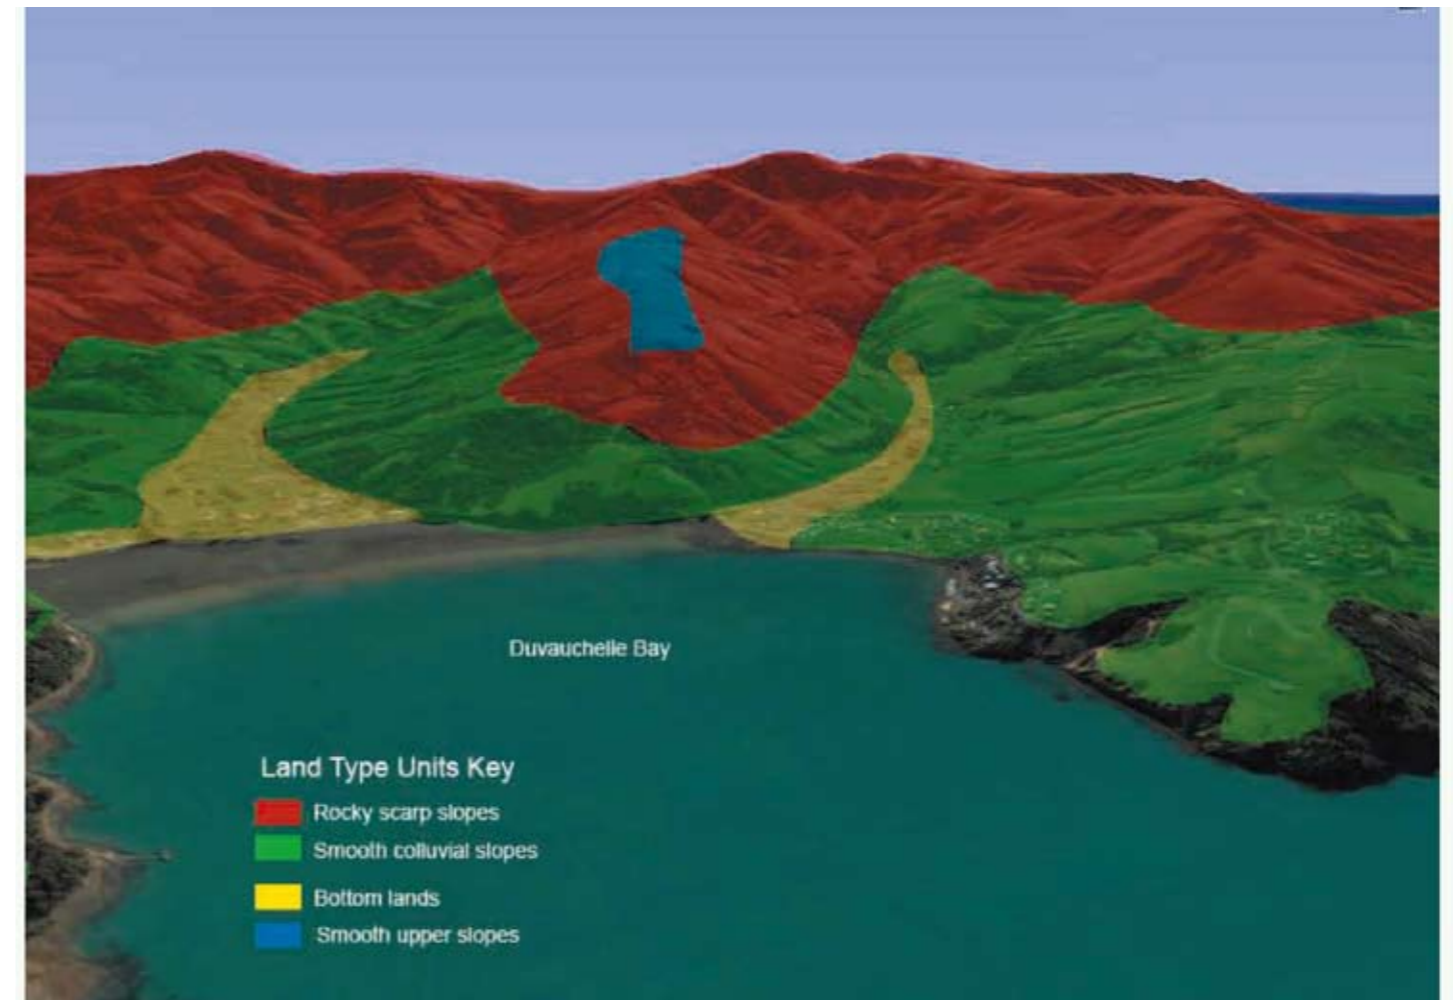 Duvauchelle Bay
Land Type Units Key
Rocky scarp slopes
Smooth colluvial slopes
Bottom lands
Smooth upper slopes